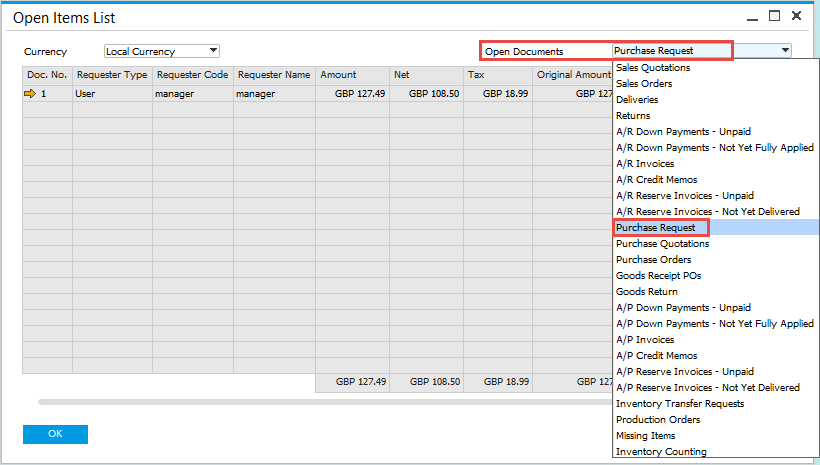 Open Items List
Currency Local Currency Open Documents Purchase Request
Doc. No. Requester Type Requester Code Requester Name Amount Net Tax Original Amount
1 User manager manager GBP 127.49 GBP 108.50 GBP 18.99 GBP 127
GBP 127.49 GBP 108.50 GBP 18.99 GBP 127
OK
Sales Quotations
Sales Orders
Deliveries
Returns
A/R Down Payments - Unpaid
A/R Down Payments - Not Yet Fully Applied
A/R Invoices
A/R Credit Memos
A/R Reserve Invoices - Unpaid
A/R Reserve Invoices - Not Yet Delivered
Purchase Request
Purchase Quotations
Purchase Orders
Goods Receipt POs
Goods Return
A/P Down Payments - Unpaid
A/P Down Payments - Not Yet Fully Applied
A/P Invoices
A/P Credit Memos
A/P Reserve Invoices - Unpaid
A/P Reserve Invoices - Not Yet Delivered
Inventory Transfer Requests
Production Orders
Missing Items
Inventory Counting